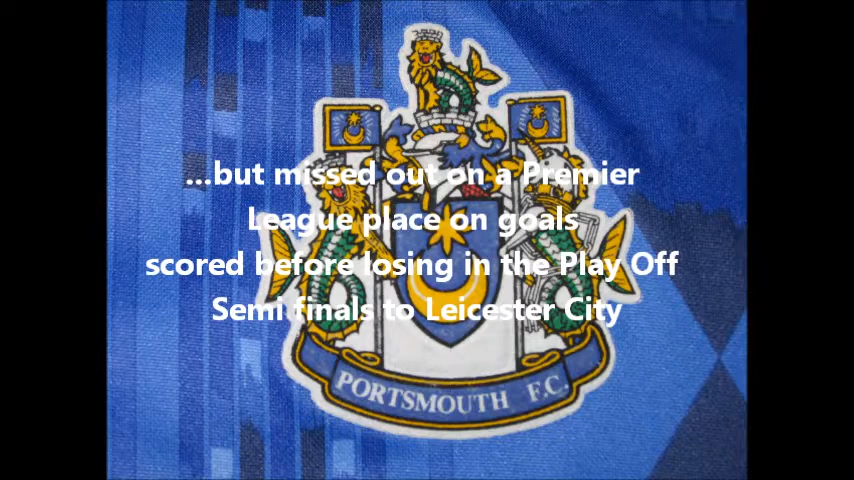 ...but missed out on a Premier
League place on goals
scored before losing in the Play Off
Semi finals to Leicester City
PORTSMOUTH F.C.